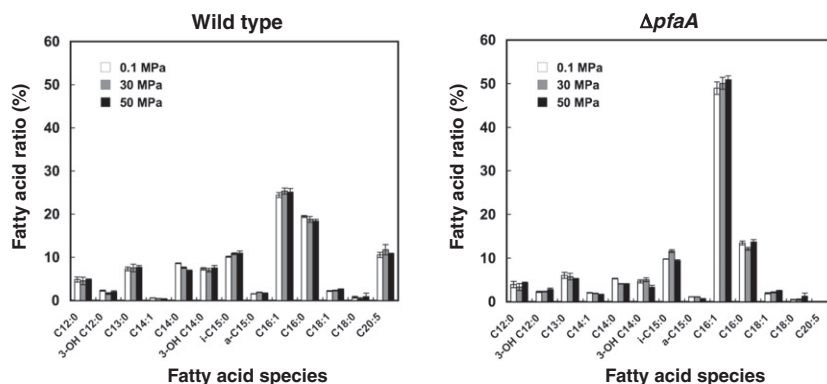 Wild type
Fatty acid ratio (%)
60
50
40
30
20
10
0
0.1 MPa
30 MPa
50 MPa
C12:0
3-OH C12:0
C13:0
C14:1
C14:0
3-OH C14:0
i-C15:0
a-C15:0
C16:1
C16:0
C18:1
C18:0
C20:5
Fatty acid species
ΔpfaA
Fatty acid ratio (%)
60
50
40
30
20
10
0
0.1 MPa
30 MPa
50 MPa
C12:0
3-OH C12:0
C13:0
C14:1
C14:0
3-OH C14:0
i-C15:0
a-C15:0
C16:1
C16:0
C18:1
C18:0
C20:5
Fatty acid species